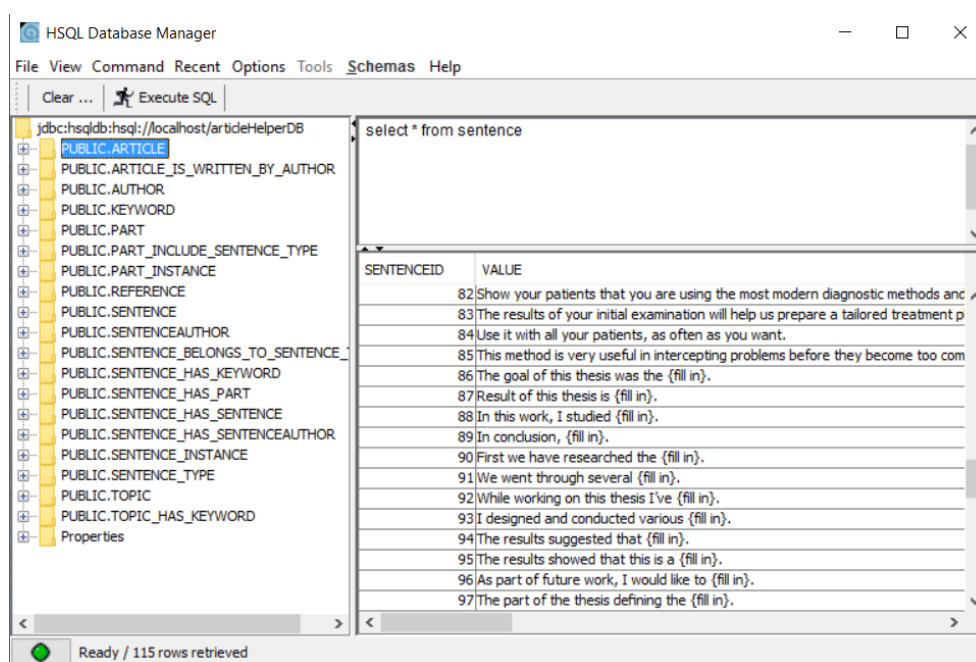 HSQL Database Manager
File View Command Recent Options Tools Schemas Help
Clear ... Execute SQL
jdbc:hsqldb:hsql://localhost/articleHelperDB
PUBLIC.ARTICLE
PUBLIC.ARTICLE_IS_WRITTEN_BY_AUTHOR
PUBLIC.AUTHOR
PUBLIC.KEYWORD
PUBLIC.PART
PUBLIC.PART_INCLUDE_SENTENCE_TYPE
PUBLIC.PART_INSTANCE
PUBLIC.REFERENCE
PUBLIC.SENTENCE
PUBLIC.SENTENCEAUTHOR
PUBLIC.SENTENCE_BELONGS_TO_SENTENCE_
PUBLIC.SENTENCE_HAS_KEYWORD
PUBLIC.SENTENCE_HAS_PART
PUBLIC.SENTENCE_HAS_SENTENCE
PUBLIC.SENTENCE_HAS_SENTENCEAUTHOR
PUBLIC.SENTENCE_INSTANCE
PUBLIC.SENTENCE_TYPE
PUBLIC.TOPIC
PUBLIC.TOPIC_HAS_KEYWORD
Properties
select * from sentence
SENTENCEID VALUE
82 Show your patients that you are using the most modern diagnostic methods and
83 The results of your initial examination will help us prepare a tailored treatment p
84 Use it with all your patients, as often as you want.
85 This method is very useful in intercepting problems before they become too com
86 The goal of this thesis was the {fill in}.
87 Result of this thesis is {fill in}.
88 In this work, I studied {fill in}.
89 In conclusion, {fill in}.
90 First we have researched the {fill in}.
91 We went through several {fill in}.
92 While working on this thesis I've {fill in}.
93 I designed and conducted various {fill in}.
94 The results suggested that {fill in}.
95 The results showed that this is a {fill in}.
96 As part of future work, I would like to {fill in}.
97 The part of the thesis defining the {fill in}.
Ready / 115 rows retrieved